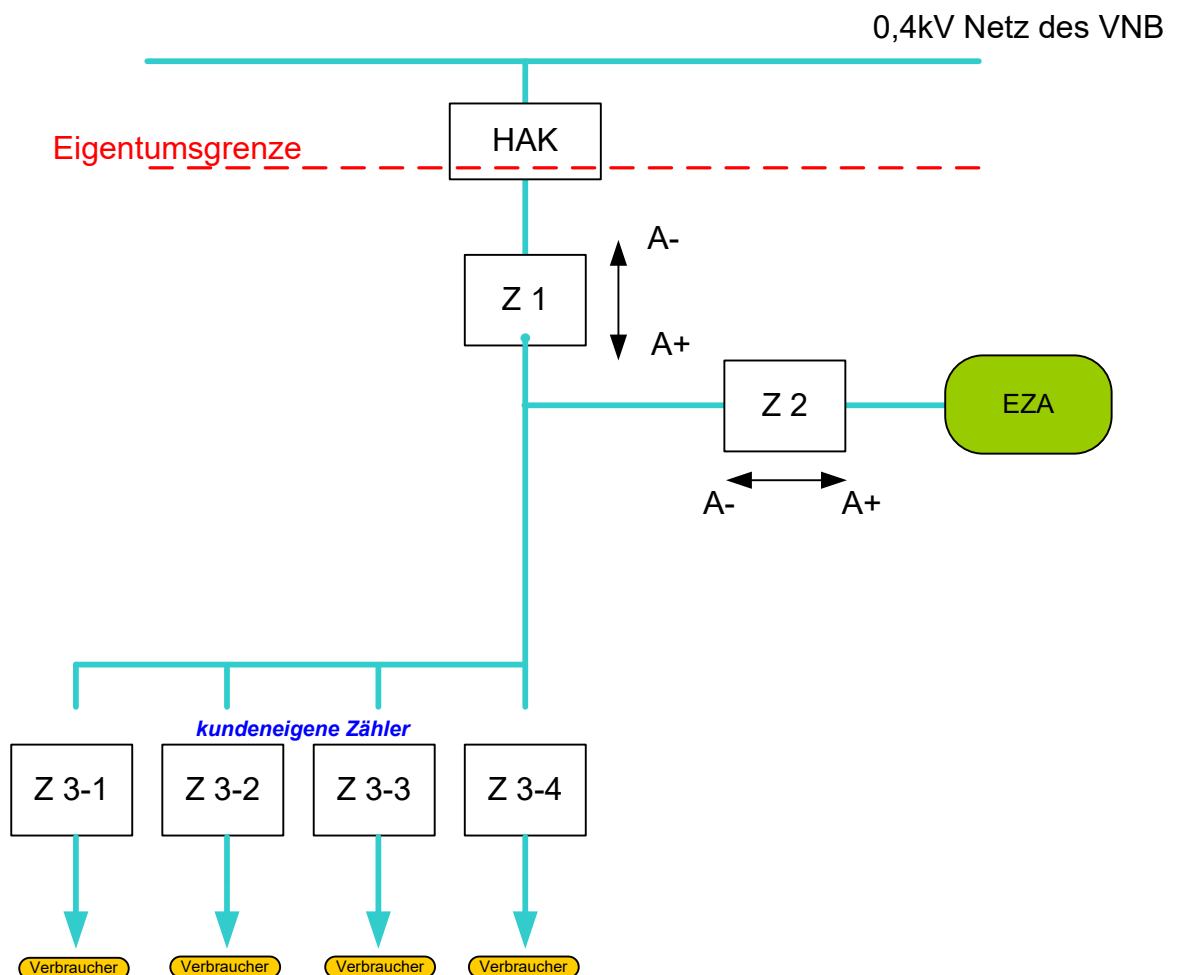 0,4kV Netz des VNB
HAK
Eigentumsgrenze
A-
Z 1
A+
Z 2
EZA
A-
A+
kundeneigene Zähler
Z 3-1
Z 3-2
Z 3-3
Z 3-4
Verbraucher
Verbraucher
Verbraucher
Verbraucher